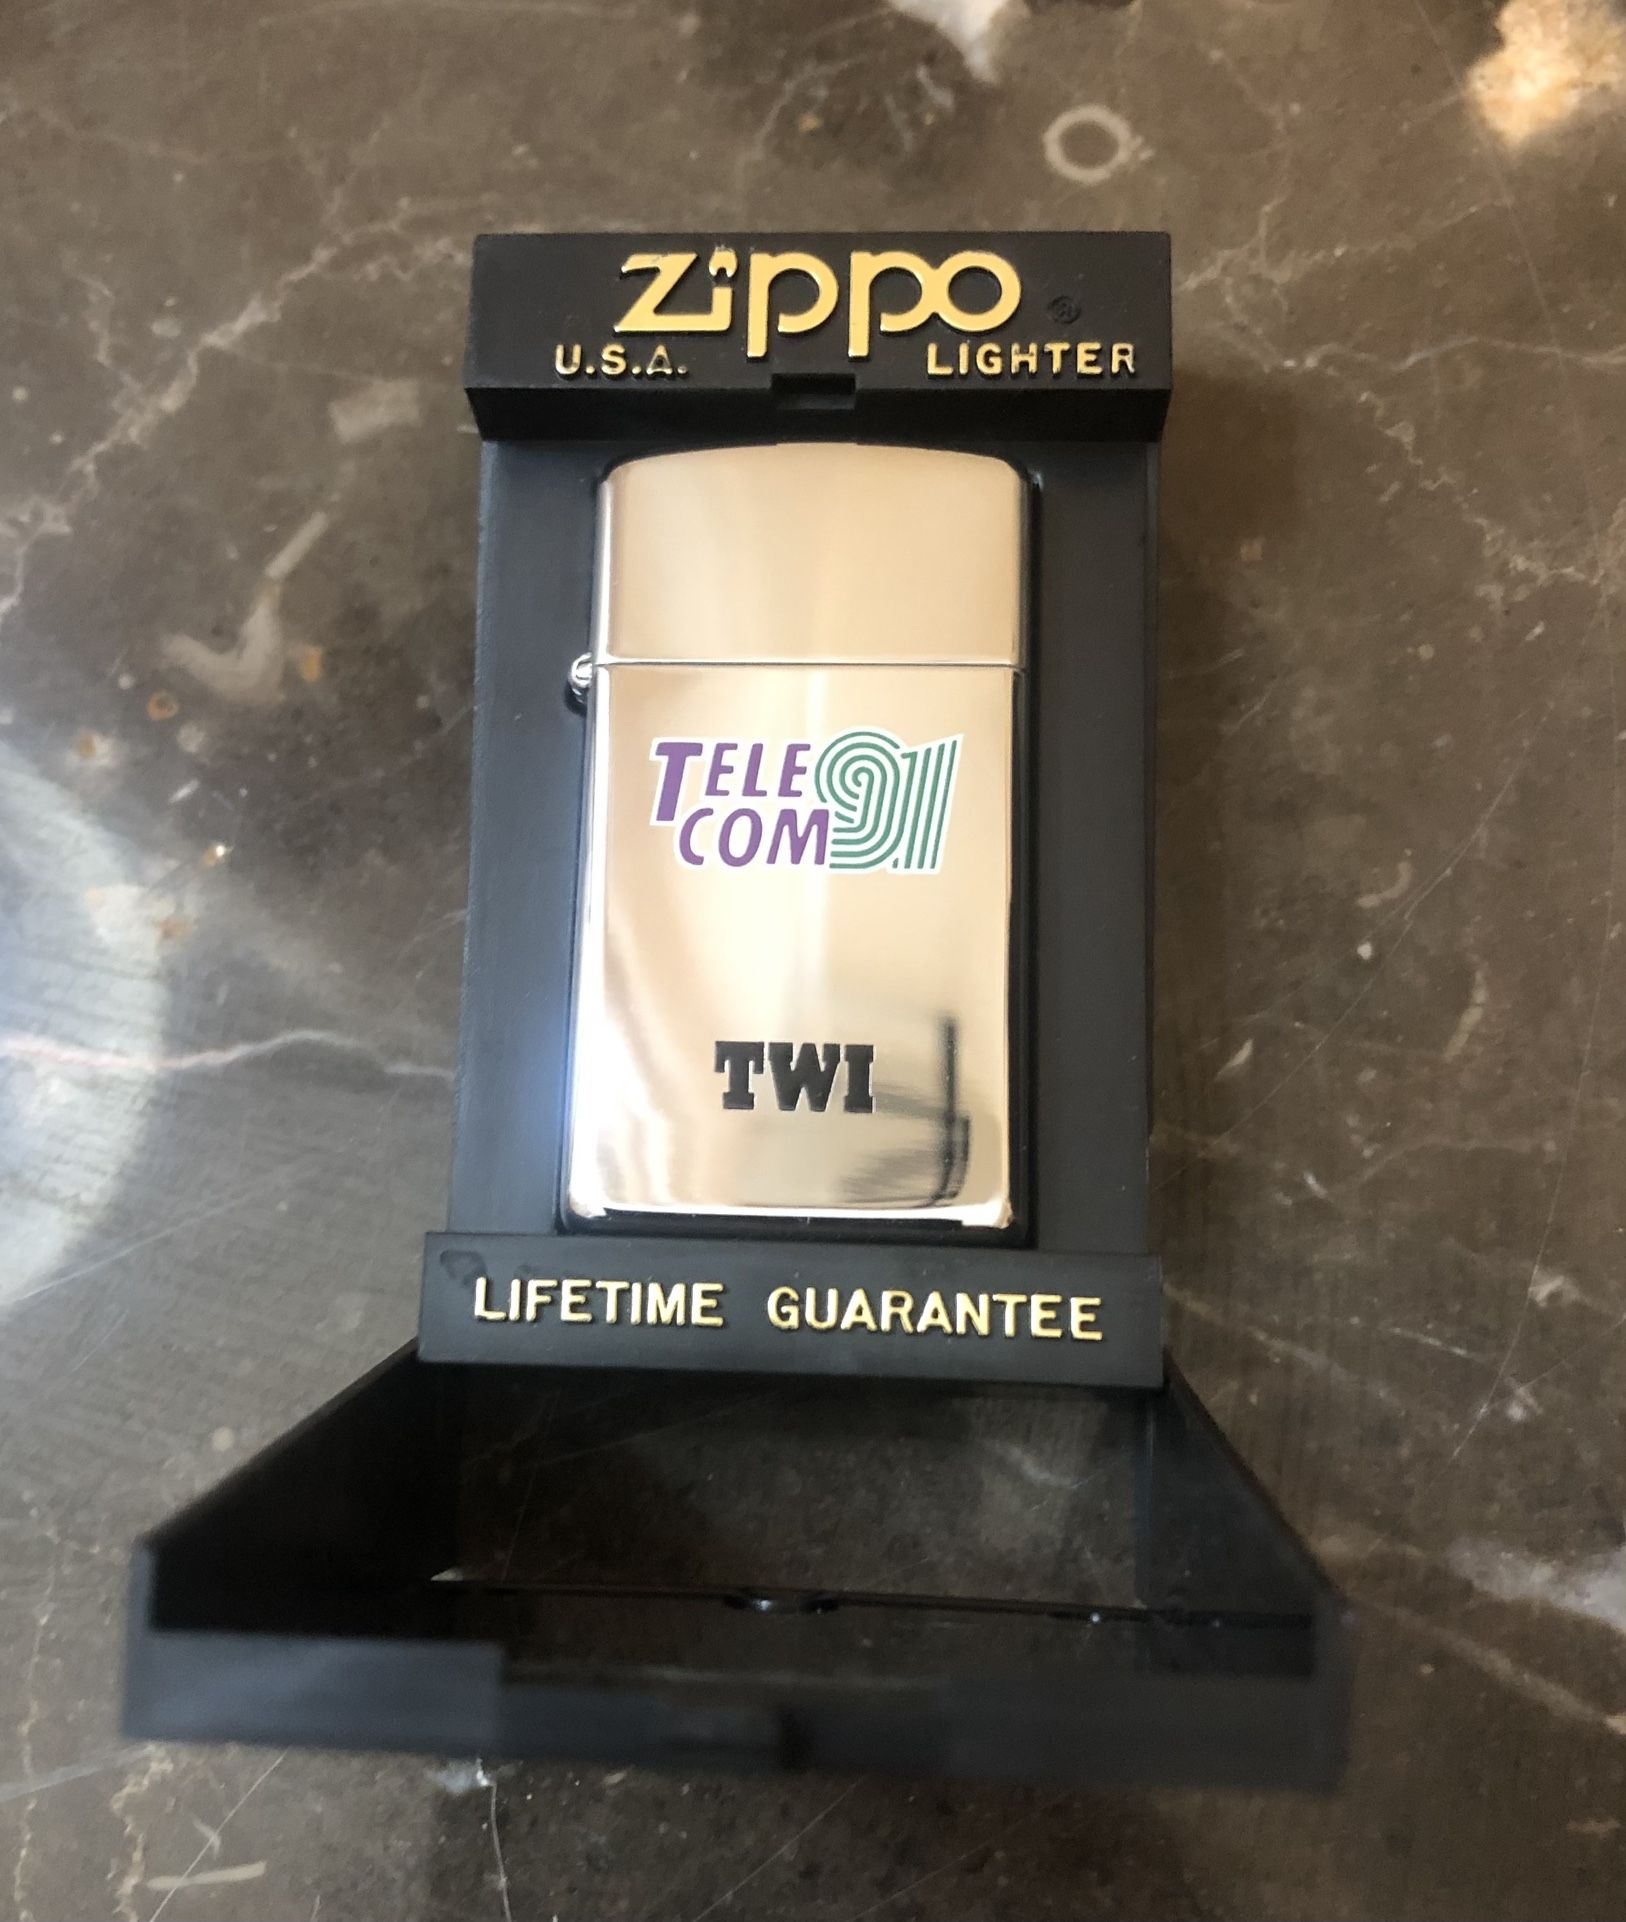 zippo ®
U.S.A. LIGHTER
TELE
COM 91
TWI
LIFETIME GUARANTEE